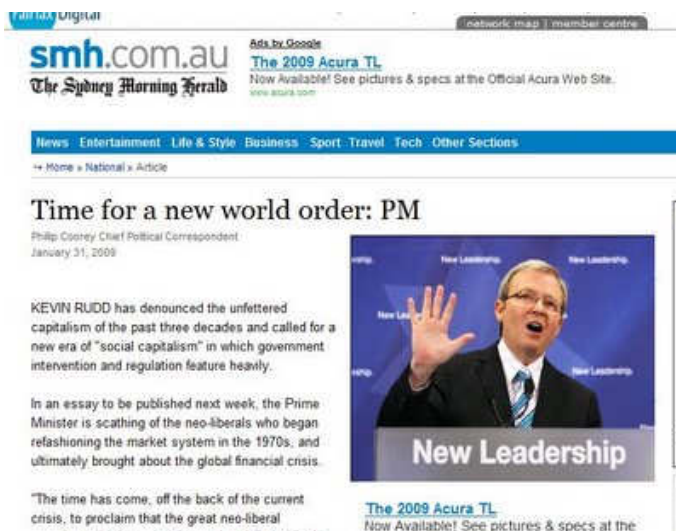 Fairfax Digital
network map | member centre
smh.com.au
The Sydney Morning Herald
Ads by Google
The 2009 Acura TL
Now Available! See pictures & specs at the Official Acura Web Site.
www.acura.com
News Entertainment Life & Style Business Sport Travel Tech Other Sections
Home » National » Article
Time for a new world order: PM
Phillip Coorey Chief Political Correspondent
January 31, 2009
KEVIN RUDD has denounced the unfettered
capitalism of the past three decades and called for a
new era of "social capitalism" in which government
intervention and regulation feature heavily.
In an essay to be published next week, the Prime
Minister is scathing of the neo-liberals who began
refashioning the market system in the 1970s, and
ultimately brought about the global financial crisis.
"The time has come, off the back of the current
crisis, to proclaim that the great neo-liberal
New Leadership
New Leadership
New Leadership
New Leadership
The 2009 Acura TL
Now Available! See pictures & specs at the